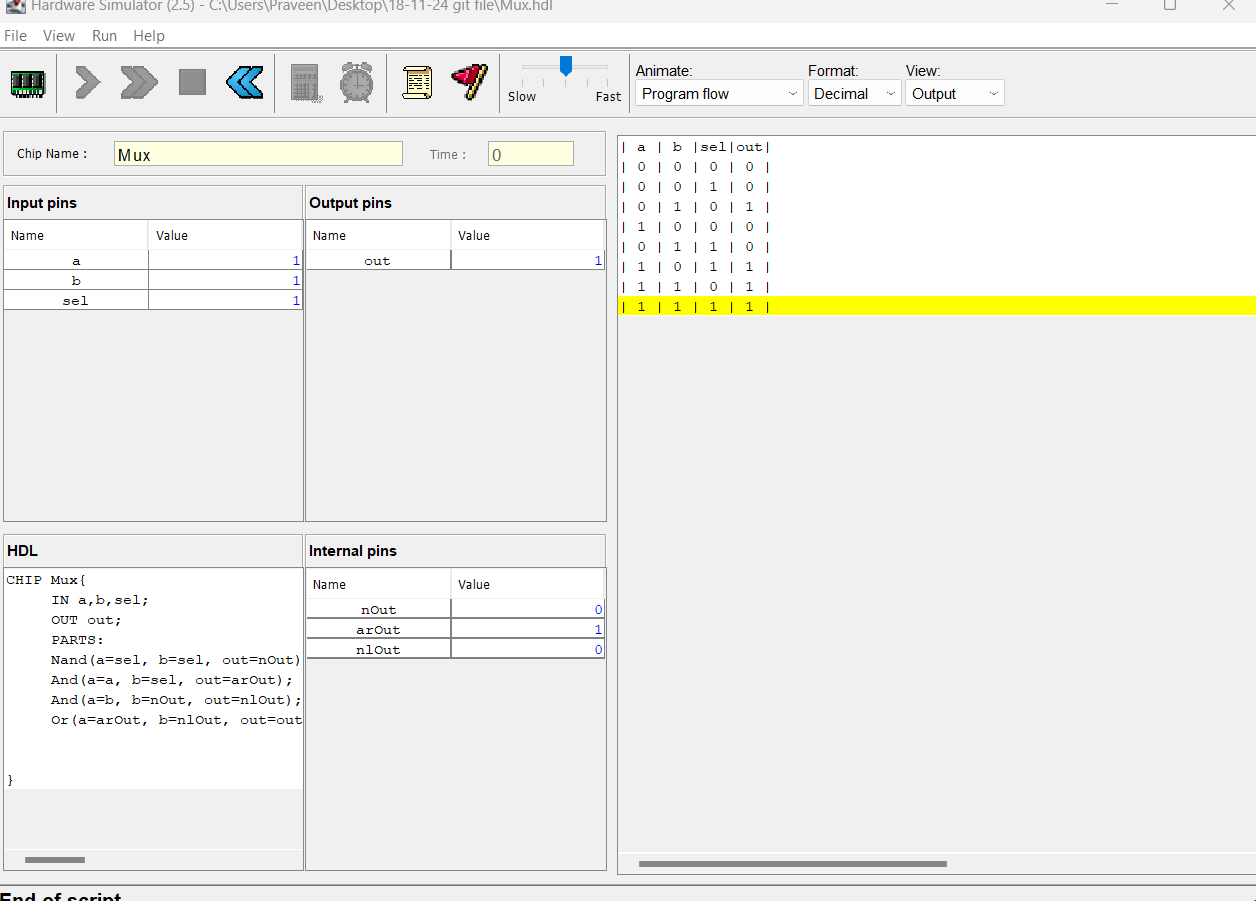 Hardware Simulator (2.5) - C:\Users\Praveen\Desktop\18-11-24 git file\Mux.hdl
File View Run Help
Slow Fast
Animate: Format: View:
Program flow Decimal Output
Chip Name : Mux Time : 0
Input pins
Name Value
a 1
b 1
sel 1
Output pins
Name Value
out 1
HDL
CHIP Mux{
IN a,b,sel;
OUT out;
PARTS:
Nand(a=sel, b=sel, out=nOut)
And(a=a, b=sel, out=arOut);
And(a=b, b=nOut, out=nlOut);
Or(a=arOut, b=nlOut, out=out
}
Internal pins
Name Value
nOut 0
arOut 1
nlOut 0
| a | b |sel|out|
| 0 | 0 | 0 | 0 |
| 0 | 0 | 1 | 0 |
| 0 | 1 | 0 | 1 |
| 1 | 0 | 0 | 0 |
| 0 | 1 | 1 | 0 |
| 1 | 0 | 1 | 1 |
| 1 | 1 | 0 | 1 |
| 1 | 1 | 1 | 1 |
End of script